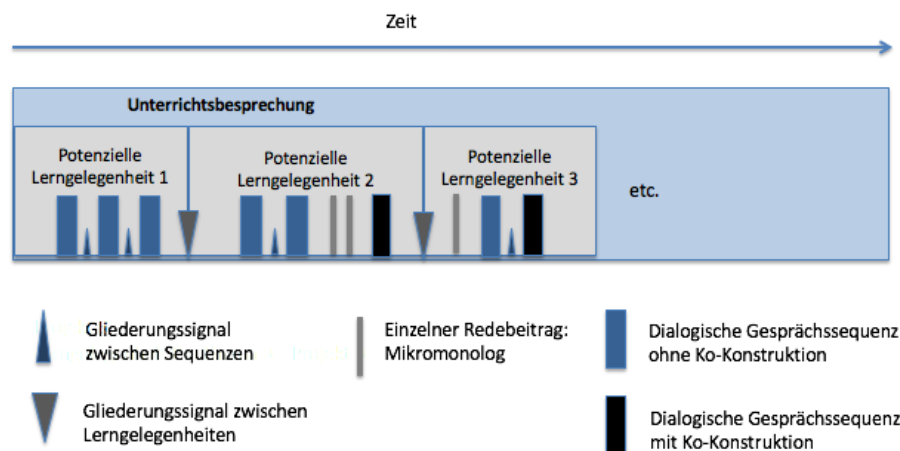 Zeit
Unterrichtsbesprechung
Potenzielle
Lerngelegenheit 1
Potenzielle
Lerngelegenheit 2
Potenzielle
Lerngelegenheit 3
etc.
Gliederungssignal
zwischen Sequenzen
Einzelner Redebeitrag:
Mikromonolog
Dialogische Gesprächssequenz
ohne Ko-Konstruktion
Gliederungssignal zwischen
Lerngelegenheiten
Dialogische Gesprächssequenz
mit Ko-Konstruktion